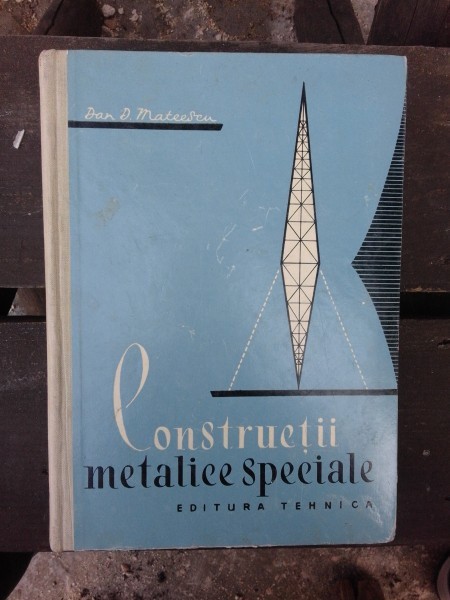 Dan D. Mateescu
Construcții
metalice speciale
EDITURA TEHNICA